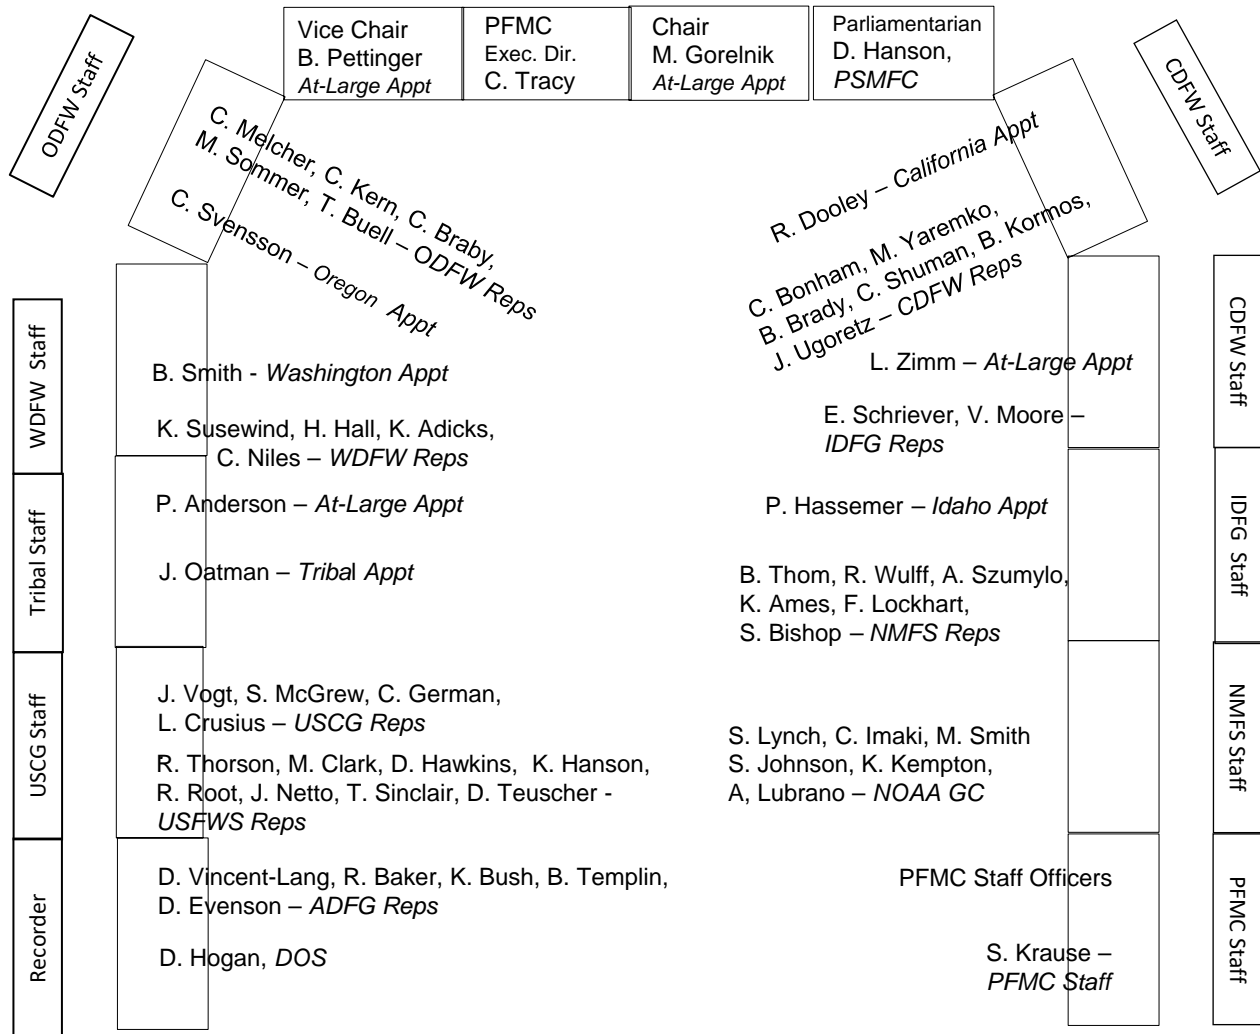 Vice Chair
B. Pettinger
At-Large Appt
PFMC
Exec. Dir.
C. Tracy
Chair
M. Gorelnik
At-Large Appt
Parliamentarian
D. Hanson,
PSMFC
ODFW Staff
CDFW Staff
C. Melcher, C. Kern, C. Braby,
M. Sommer, T. Buell – ODFW Reps
C. Svensson – Oregon Appt
R. Dooley – California Appt
C. Bonham, M. Yaremko,
B. Brady, C. Shuman, B. Kormos,
J. Ugoretz – CDFW Reps
WDFW Staff
B. Smith - Washington Appt
K. Susewind, H. Hall, K. Adicks,
C. Niles – WDFW Reps
L. Zimm – At-Large Appt
E. Schriever, V. Moore –
IDFG Reps
CDFW Staff
Tribal Staff
P. Anderson – At-Large Appt
J. Oatman – Tribal Appt
P. Hassemer – Idaho Appt
B. Thom, R. Wulff, A. Szumylo,
K. Ames, F. Lockhart,
S. Bishop – NMFS Reps
IDFG Staff
USCG Staff
J. Vogt, S. McGrew, C. German,
L. Crusius – USCG Reps
R. Thorson, M. Clark, D. Hawkins, K. Hanson,
R. Root, J. Netto, T. Sinclair, D. Teuscher -
USFWS Reps
S. Lynch, C. Imaki, M. Smith
S. Johnson, K. Kempton,
A, Lubrano – NOAA GC
NMFS Staff
Recorder
D. Vincent-Lang, R. Baker, K. Bush, B. Templin,
D. Evenson – ADFG Reps
D. Hogan, DOS
PFMC Staff Officers
S. Krause –
PFMC Staff
PFMC Staff